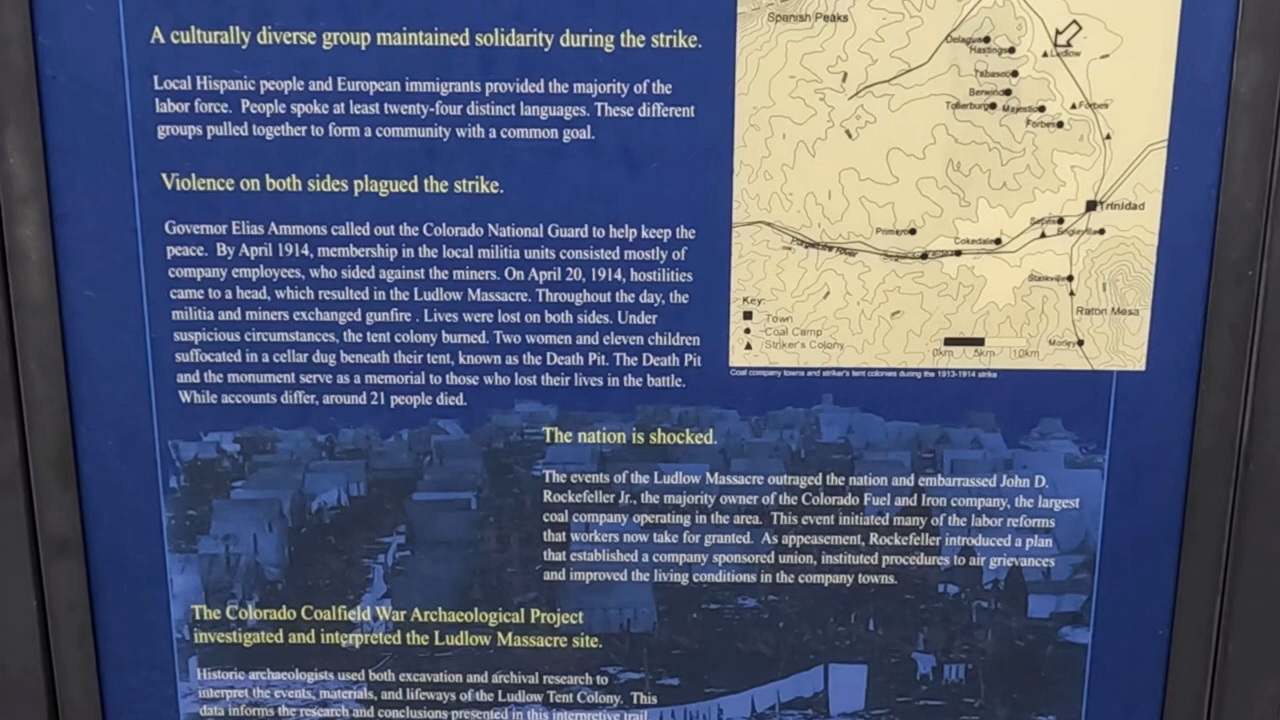 A culturally diverse group maintained solidarity during the strike.
Local Hispanic people and European immigrants provided the majority of the
labor force. People spoke at least twenty-four distinct languages. These different
groups pulled together to form a community with a common goal.
Violence on both sides plagued the strike.
Governor Elias Ammons called out the Colorado National Guard to help keep the
peace. By April 1914, membership in the local militia units consisted mostly of
company employees, who sided against the miners. On April 20, 1914, hostilities
came to a head, which resulted in the Ludlow Massacre. Throughout the day, the
militia and miners exchanged gunfire . Lives were lost on both sides. Under
suspicious circumstances, the tent colony burned. Two women and eleven children
suffocated in a cellar dug beneath their tent, known as the Death Pit. The Death Pit
and the monument serve as a memorial to those who lost their lives in the battle.
While accounts differ, around 21 people died.
Spanish Peaks
Delagua
Hastings
Ludlow
Tabasco
Berwind
Tollerburg
Majestic
Forbes
Forbes
Trinidad
Primero
Cokedale
Engleville
Starkville
Raton Mesa
Morley
Key:
Town
Coal Camp
Striker's Colony
0km 5km 10km
Coal company towns and striker's tent colonies during the 1913-1914 strike
The nation is shocked.
The events of the Ludlow Massacre outraged the nation and embarrassed John D.
Rockefeller Jr., the majority owner of the Colorado Fuel and Iron company, the largest
coal company operating in the area. This event initiated many of the labor reforms
that workers now take for granted. As appeasement, Rockefeller introduced a plan
that established a company sponsored union, instituted procedures to air grievances
and improved the living conditions in the company towns.
The Colorado Coalfield War Archaeological Project
investigated and interpreted the Ludlow Massacre site.
Historic archaeologists used both excavation and archival research to
interpret the events, materials, and lifeways of the Ludlow Tent Colony. This
data informs the research and conclusions presented in this interpretive trail.